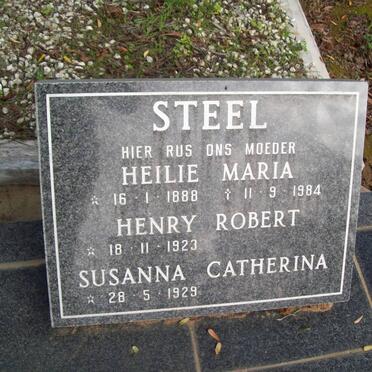 STEEL
HIER RUS ONS MOEDER
HEILIE MARIA
☆ 16-1-1888 † 11-9-1984
HENRY ROBERT
☆ 18-11-1923
SUSANNA CATHERINA
☆ 28-5-1929